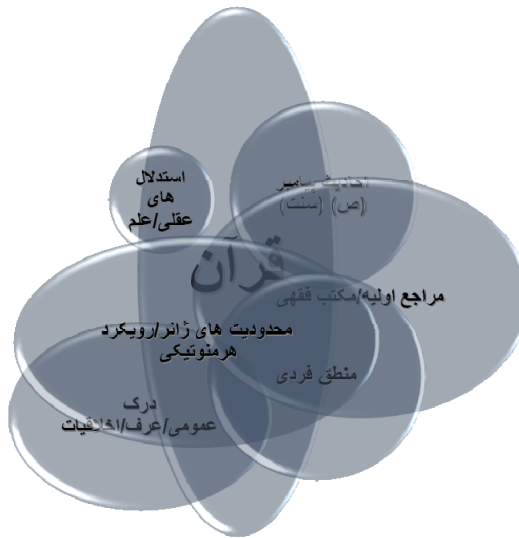 استدلال
های
عقلی/علم
احادیث پیامبر
(ص) (سنت)
قرآن
مراجع اولیه/مکتب فقهی
محدودیت های ژانر/رویکرد
هرمنوتیکی
منطق فردی
درک
عمومی/عرف/اخلاقیات